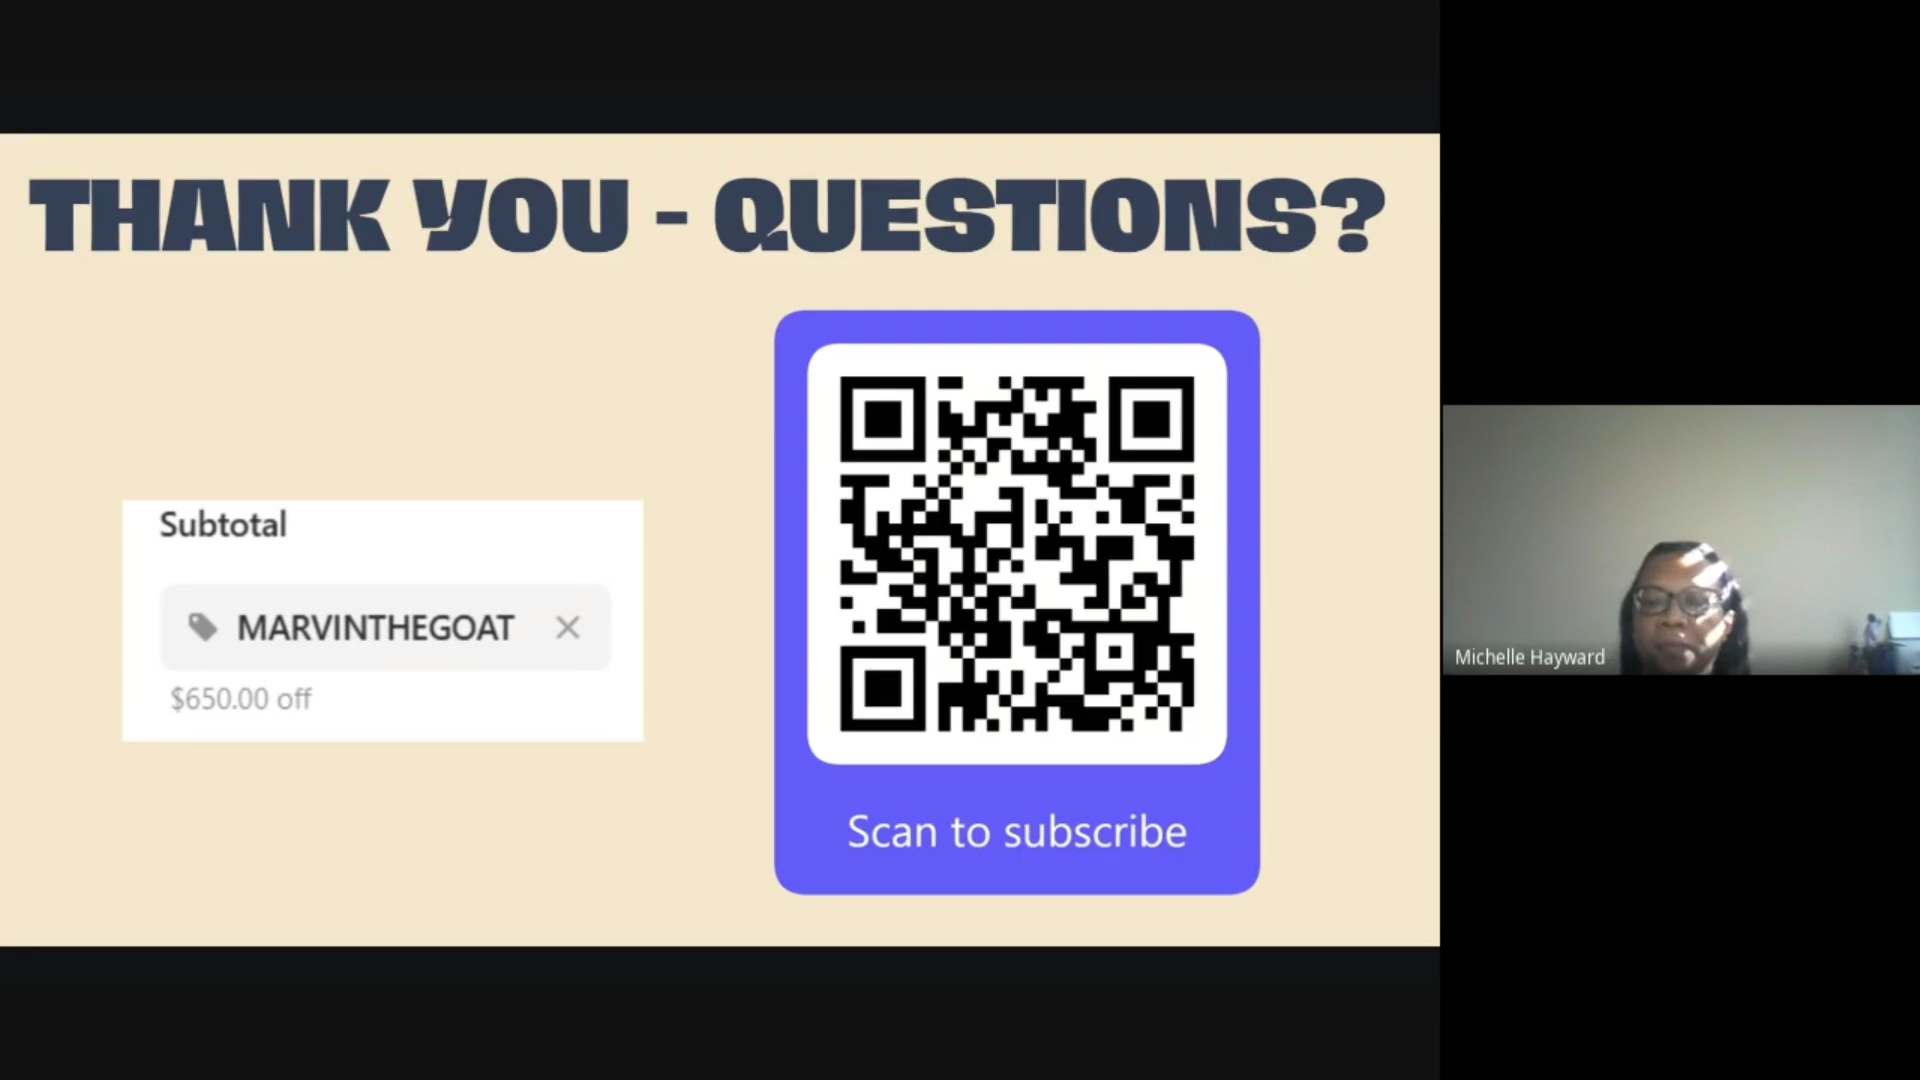 THANK YOU - QUESTIONS?
Subtotal
MARVINTHEGOAT
$650.00 off
Scan to subscribe
Michelle Hayward